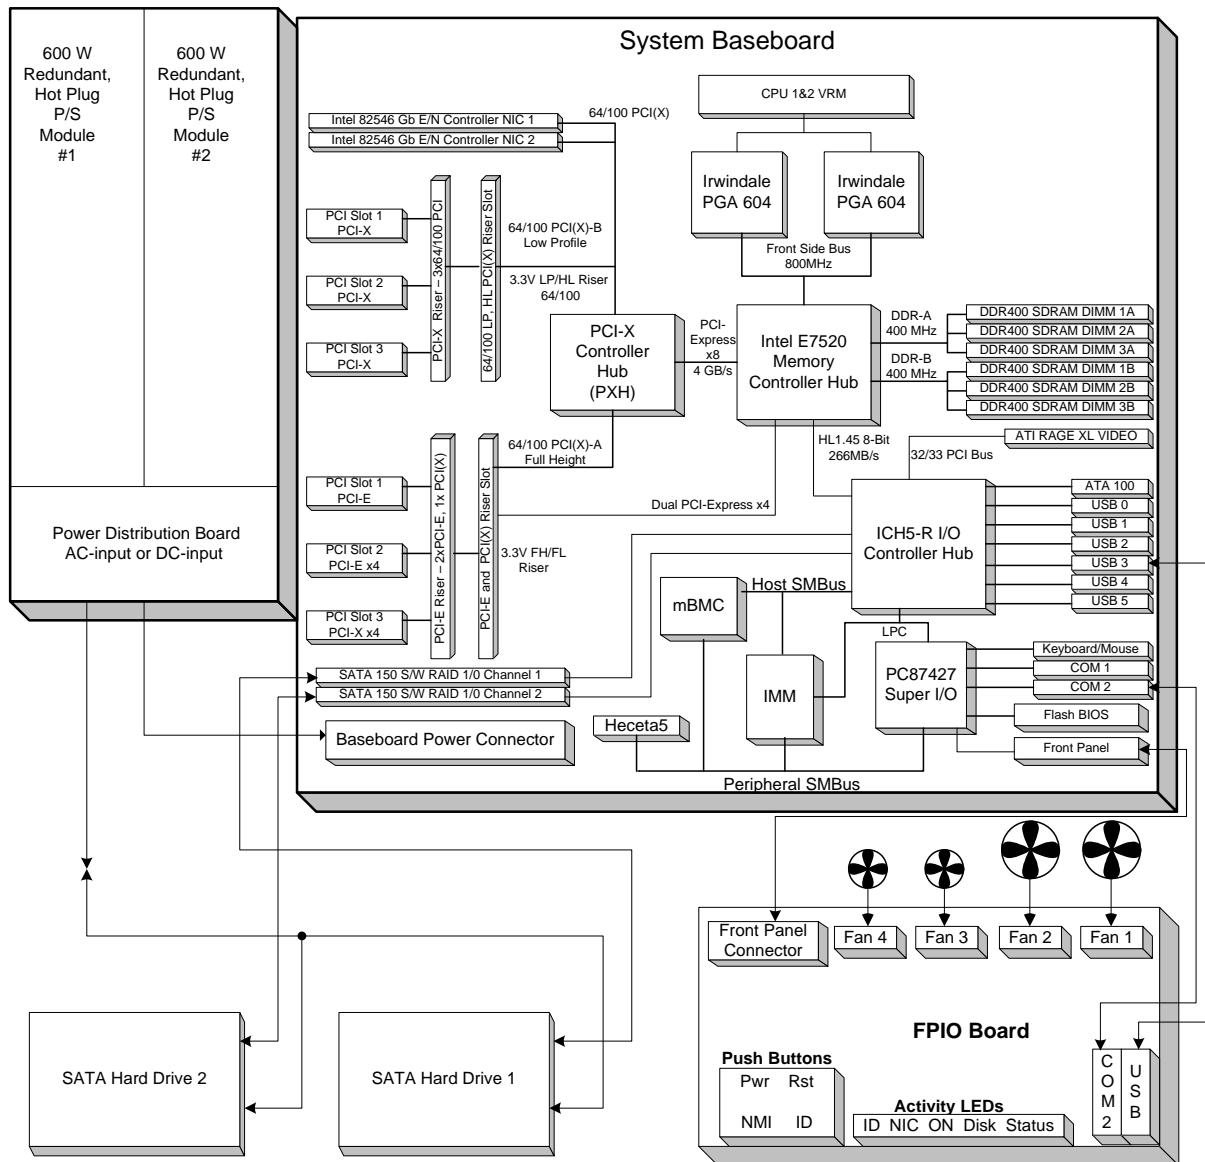 System Baseboard
600 W
Redundant,
Hot Plug
P/S
Module
#1
600 W
Redundant,
Hot Plug
P/S
Module
#2
Power Distribution Board
AC-input or DC-input
CPU 1&2 VRM
Irwindale
PGA 604
Irwindale
PGA 604
Front Side Bus
800MHz
Intel 82546 Gb E/N Controller NIC 1
Intel 82546 Gb E/N Controller NIC 2
64/100 PCI(X)
PCI Slot 1
PCI-X
PCI Slot 2
PCI-X
PCI Slot 3
PCI-X
PCI-X Riser – 3x64/100 PCI
64/100 LP, HL PCI(X) Riser Slot
64/100 PCI(X)-B
Low Profile
3.3V LP/HL Riser
64/100
PCI-X
Controller
Hub
(PXH)
PCI-
Express
x8
4 GB/s
Intel E7520
Memory
Controller Hub
DDR-A
400 MHz
DDR-B
400 MHz
DDR400 SDRAM DIMM 1A
DDR400 SDRAM DIMM 2A
DDR400 SDRAM DIMM 3A
DDR400 SDRAM DIMM 1B
DDR400 SDRAM DIMM 2B
DDR400 SDRAM DIMM 3B
64/100 PCI(X)-A
Full Height
HL1.45 8-Bit
266MB/s
32/33 PCI Bus
ATI RAGE XL VIDEO
PCI Slot 1
PCI-E
PCI Slot 2
PCI-E x4
PCI Slot 3
PCI-X x4
PCI-E Riser – 2xPCI-E, 1x PCI(X)
PCI-E and PCI(X) Riser Slot
Dual PCI-Express x4
3.3V FH/FL
Riser
ICH5-R I/O
Controller Hub
ATA 100
USB 0
USB 1
USB 2
USB 3
USB 4
USB 5
Host SMBus
mBMC
LPC
IMM
PC87427
Super I/O
Keyboard/Mouse
COM 1
COM 2
Flash BIOS
Front Panel
SATA 150 S/W RAID 1/0 Channel 1
SATA 150 S/W RAID 1/0 Channel 2
Baseboard Power Connector
Heceta5
Peripheral SMBus
Front Panel
Connector
Fan 4
Fan 3
Fan 2
Fan 1
FPIO Board
Push Buttons
Pwr Rst
NMI ID
Activity LEDs
ID NIC ON Disk Status
COM2
USB
SATA Hard Drive 2
SATA Hard Drive 1